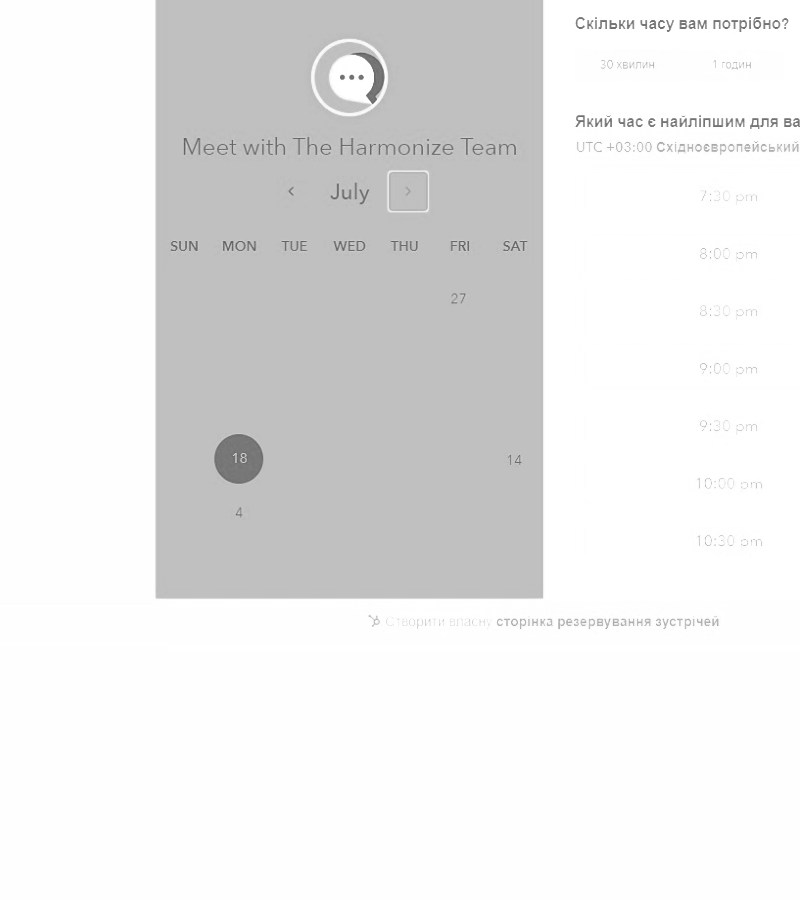 Meet with The Harmonize Team
July
SUN MON TUE WED THU FRI SAT
27
18 14
4
Скільки часу вам потрібно?
30 хвилин 1 годин
Який час є найліпшим для ва
UTC +03:00 Східноєвропейський
7:30 pm
8:00 pm
8:30 pm
9:00 pm
9:30 pm
10:00 pm
10:30 pm
Створити власну сторінка резервування зустрічей